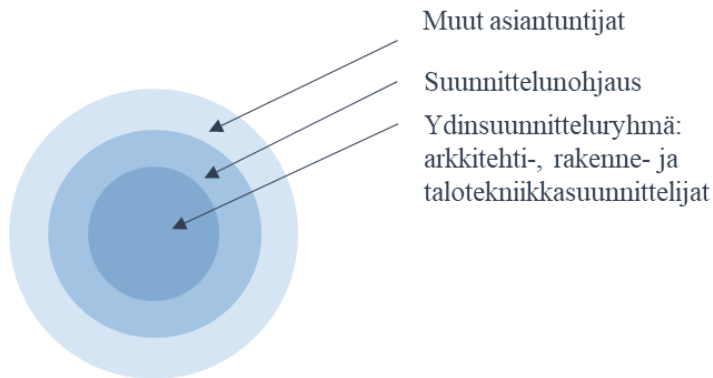 Muut asiantuntijat
Suunnittelunohjaus
Ydinsuunnitteluryhmä:
arkkitehti-, rakenne- ja
talotekniikkasuunnittelijat